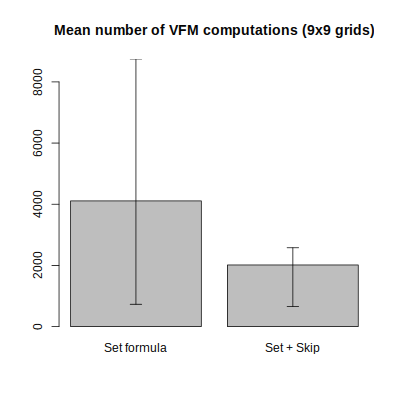 Mean number of VFM computations (9x9 grids)
8000
6000
4000
2000
0
Set formula
Set + Skip